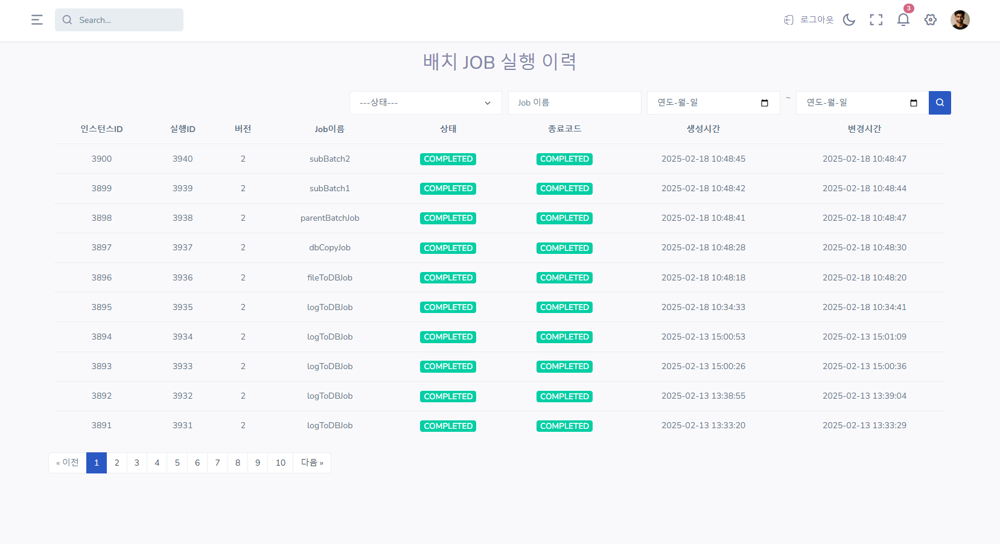 Search...
로그아웃
3
배치 JOB 실행 이력
---상태---
Job 이름
연도-월-일
~
연도-월-일
인스턴스ID 실행ID 버전 Job이름 상태 종료코드 생성시간 변경시간
3900 3940 2 subBatch2 COMPLETED COMPLETED 2025-02-18 10:48:45 2025-02-18 10:48:47
3899 3939 2 subBatch1 COMPLETED COMPLETED 2025-02-18 10:48:42 2025-02-18 10:48:44
3898 3938 2 parentBatchJob COMPLETED COMPLETED 2025-02-18 10:48:41 2025-02-18 10:48:47
3897 3937 2 dbCopyJob COMPLETED COMPLETED 2025-02-18 10:48:28 2025-02-18 10:48:30
3896 3936 2 fileToDBJob COMPLETED COMPLETED 2025-02-18 10:48:18 2025-02-18 10:48:20
3895 3935 2 logToDBJob COMPLETED COMPLETED 2025-02-18 10:34:33 2025-02-18 10:34:41
3894 3934 2 logToDBJob COMPLETED COMPLETED 2025-02-13 15:00:53 2025-02-13 15:01:09
3893 3933 2 logToDBJob COMPLETED COMPLETED 2025-02-13 15:00:26 2025-02-13 15:00:36
3892 3932 2 logToDBJob COMPLETED COMPLETED 2025-02-13 13:38:55 2025-02-13 13:39:04
3891 3931 2 logToDBJob COMPLETED COMPLETED 2025-02-13 13:33:20 2025-02-13 13:33:29
« 이전 1 2 3 4 5 6 7 8 9 10 다음 »